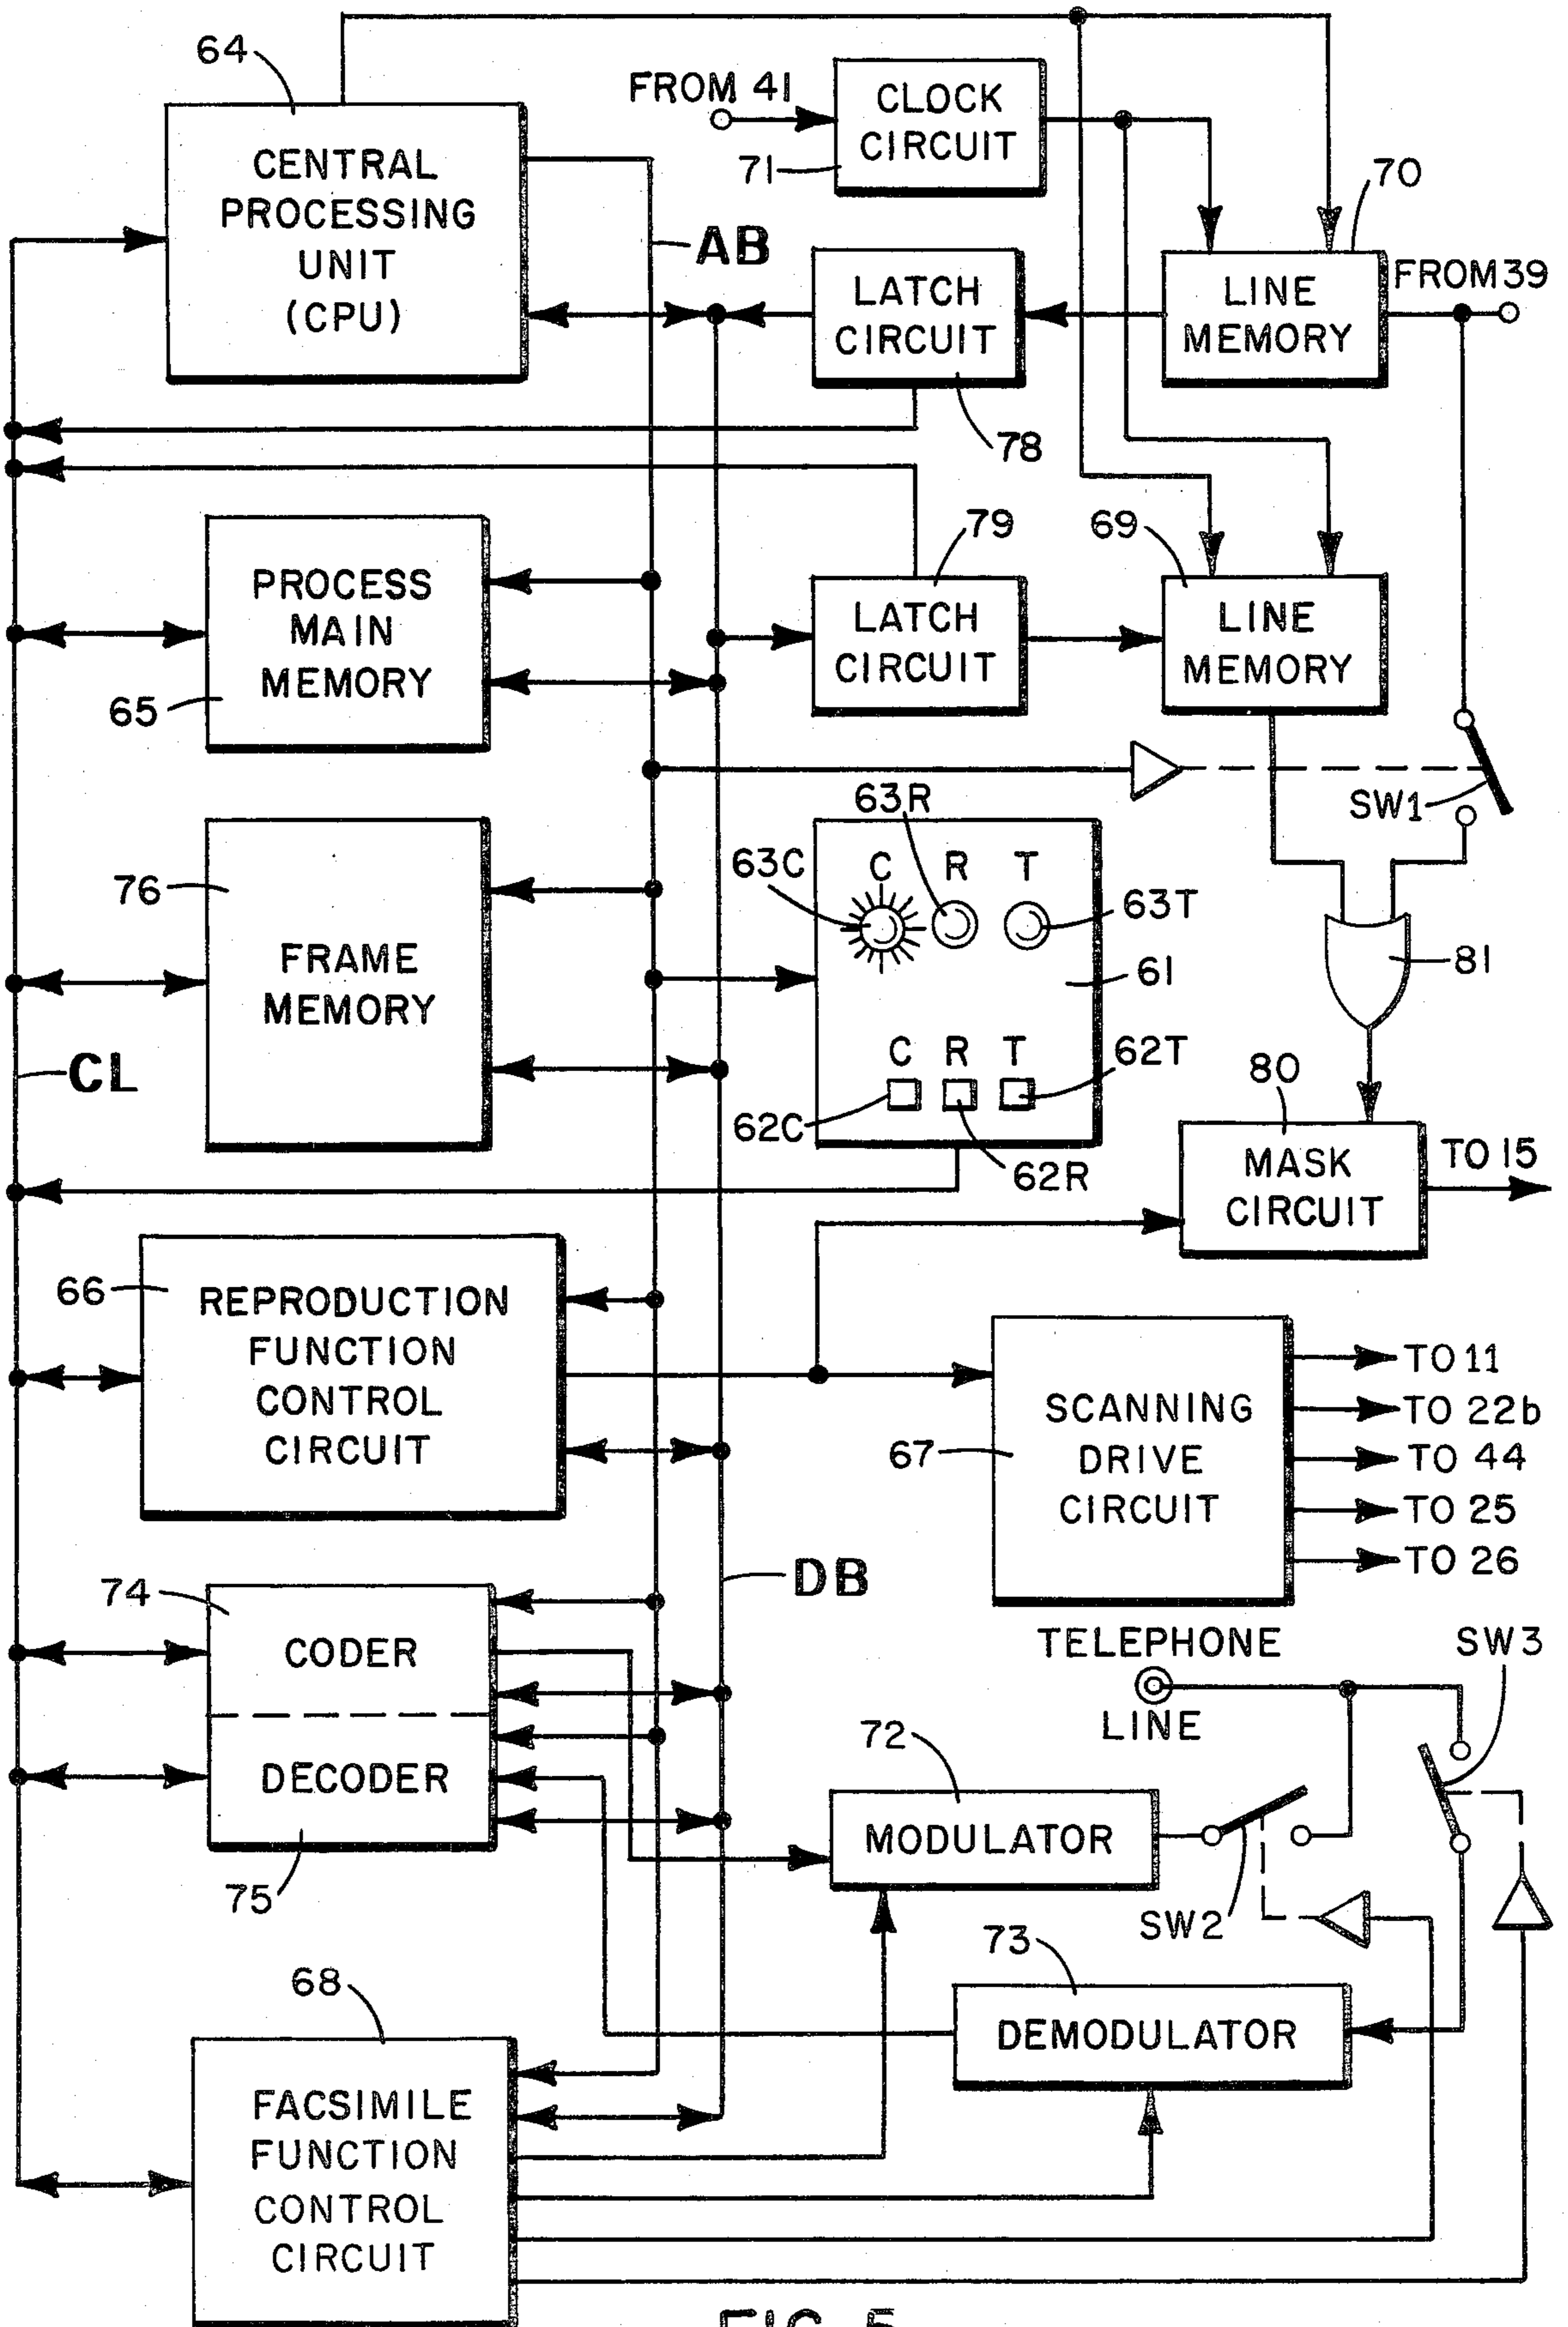 64
FROM 41
CLOCK
CIRCUIT
71
70
CENTRAL
PROCESSING
UNIT
(CPU)
AB
LATCH
CIRCUIT
78
LINE
MEMORY
FROM 39
79
69
PROCESS
MAIN
MEMORY
65
LATCH
CIRCUIT
LINE
MEMORY
SW1
63R
63C
C R T
63T
76
FRAME
MEMORY
61
81
CL
C R T
62T
62C
62R
80
MASK
CIRCUIT
TO 15
66
REPRODUCTION
FUNCTION
CONTROL
CIRCUIT
67
SCANNING
DRIVE
CIRCUIT
TO 11
TO 22b
TO 44
TO 25
TO 26
DB
74
CODER
DECODER
75
TELEPHONE
LINE
SW3
72
MODULATOR
SW2
73
DEMODULATOR
68
FACSIMILE
FUNCTION
CONTROL
CIRCUIT
FIG. 5